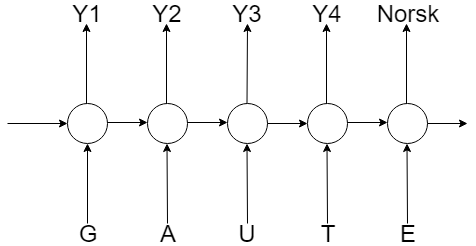 Y1 Y2 Y3 Y4 Norsk
G A U T E